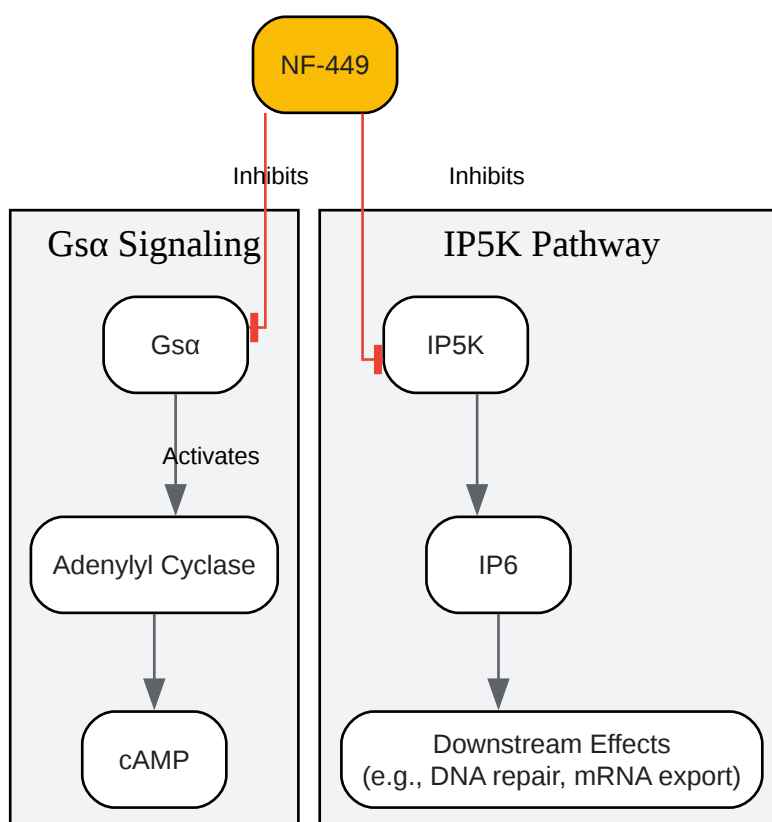 NF-449
Inhibits
Inhibits
Gsα Signaling
IP5K Pathway
Gsα
IP5K
Activates
Adenylyl Cyclase
IP6
cAMP
Downstream Effects
(e.g., DNA repair, mRNA export)